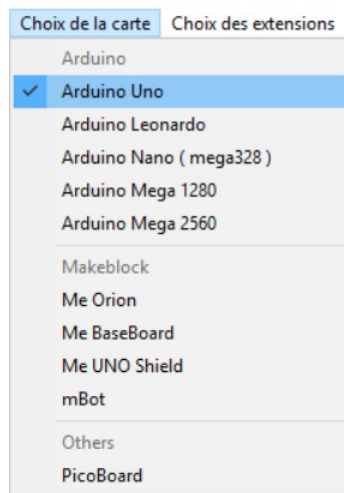 Choix de la carte Choix des extensions
Arduino
Arduino Uno
Arduino Leonardo
Arduino Nano ( mega328 )
Arduino Mega 1280
Arduino Mega 2560
Makeblock
Me Orion
Me BaseBoard
Me UNO Shield
mBot
Others
PicoBoard